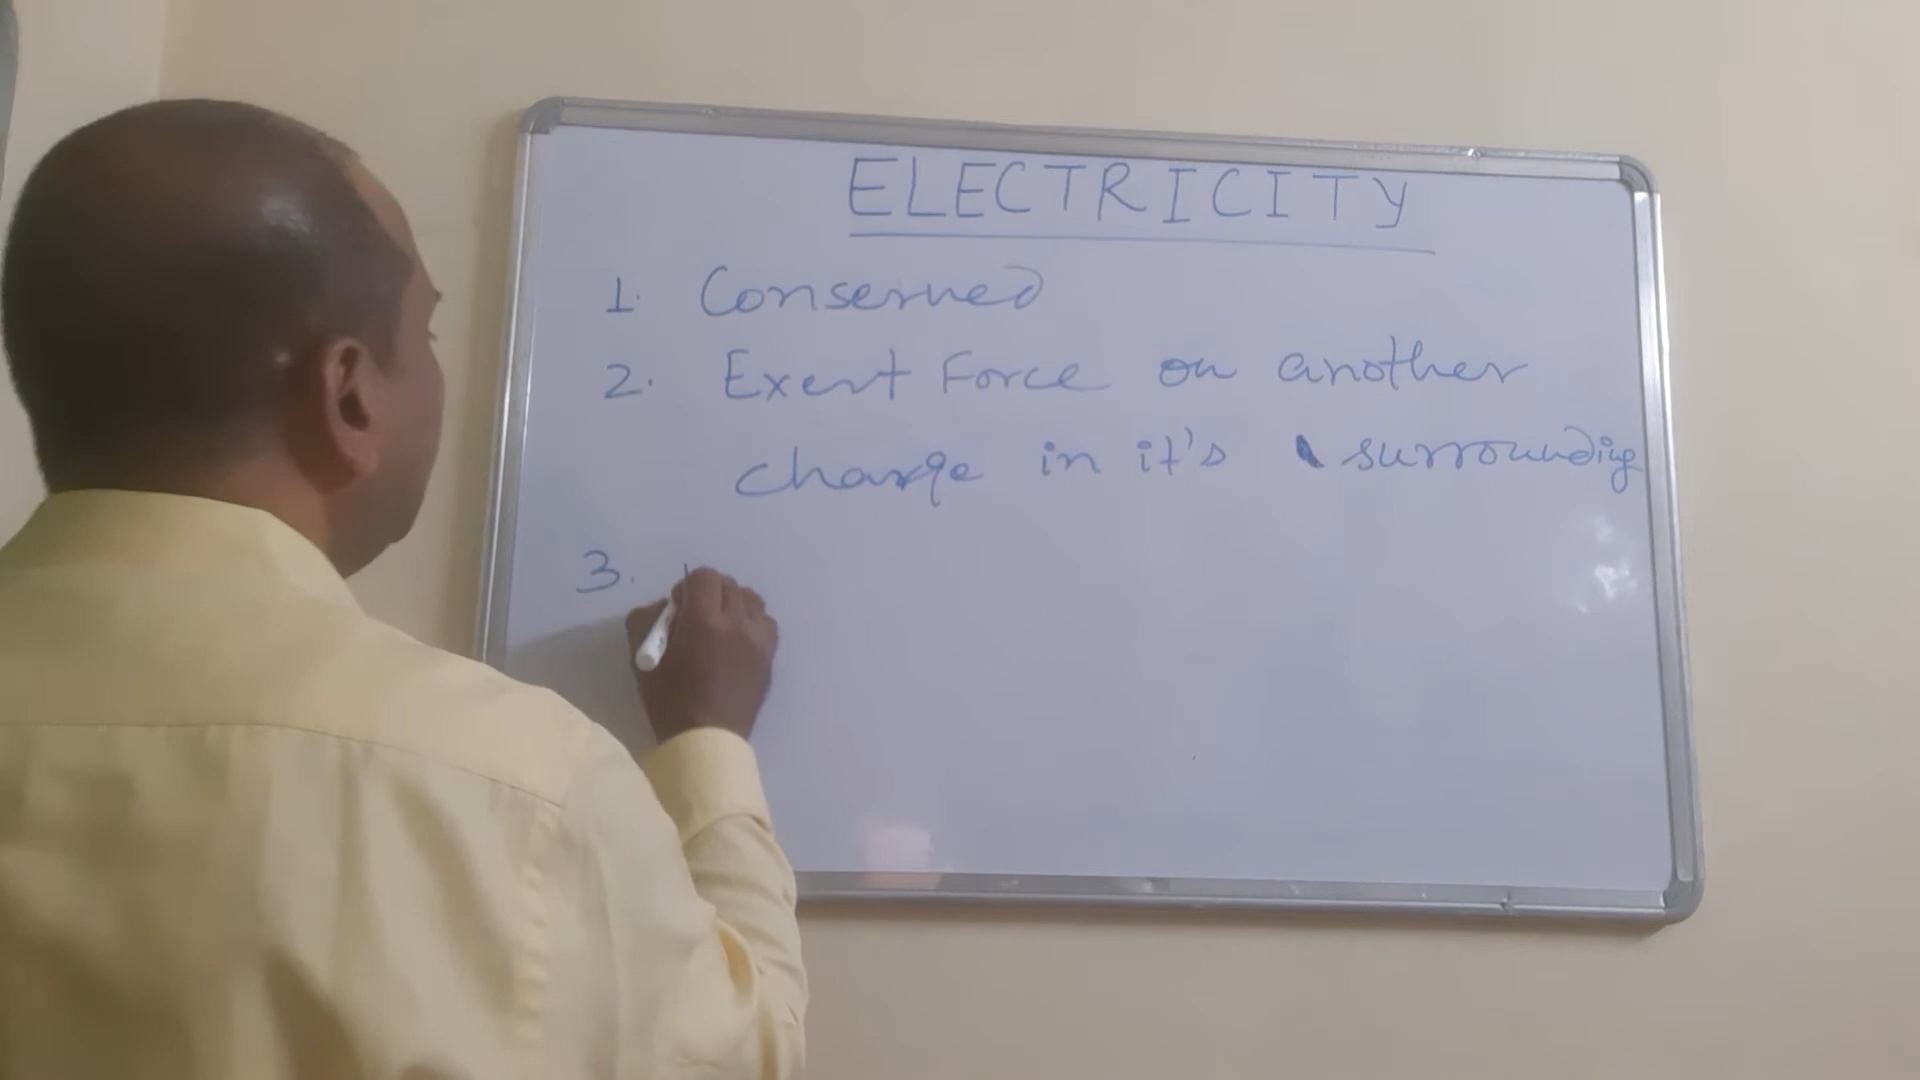 ELECTRICITY
1. Conserved
2. Exert Force on another
charge in it's surrounding
3.